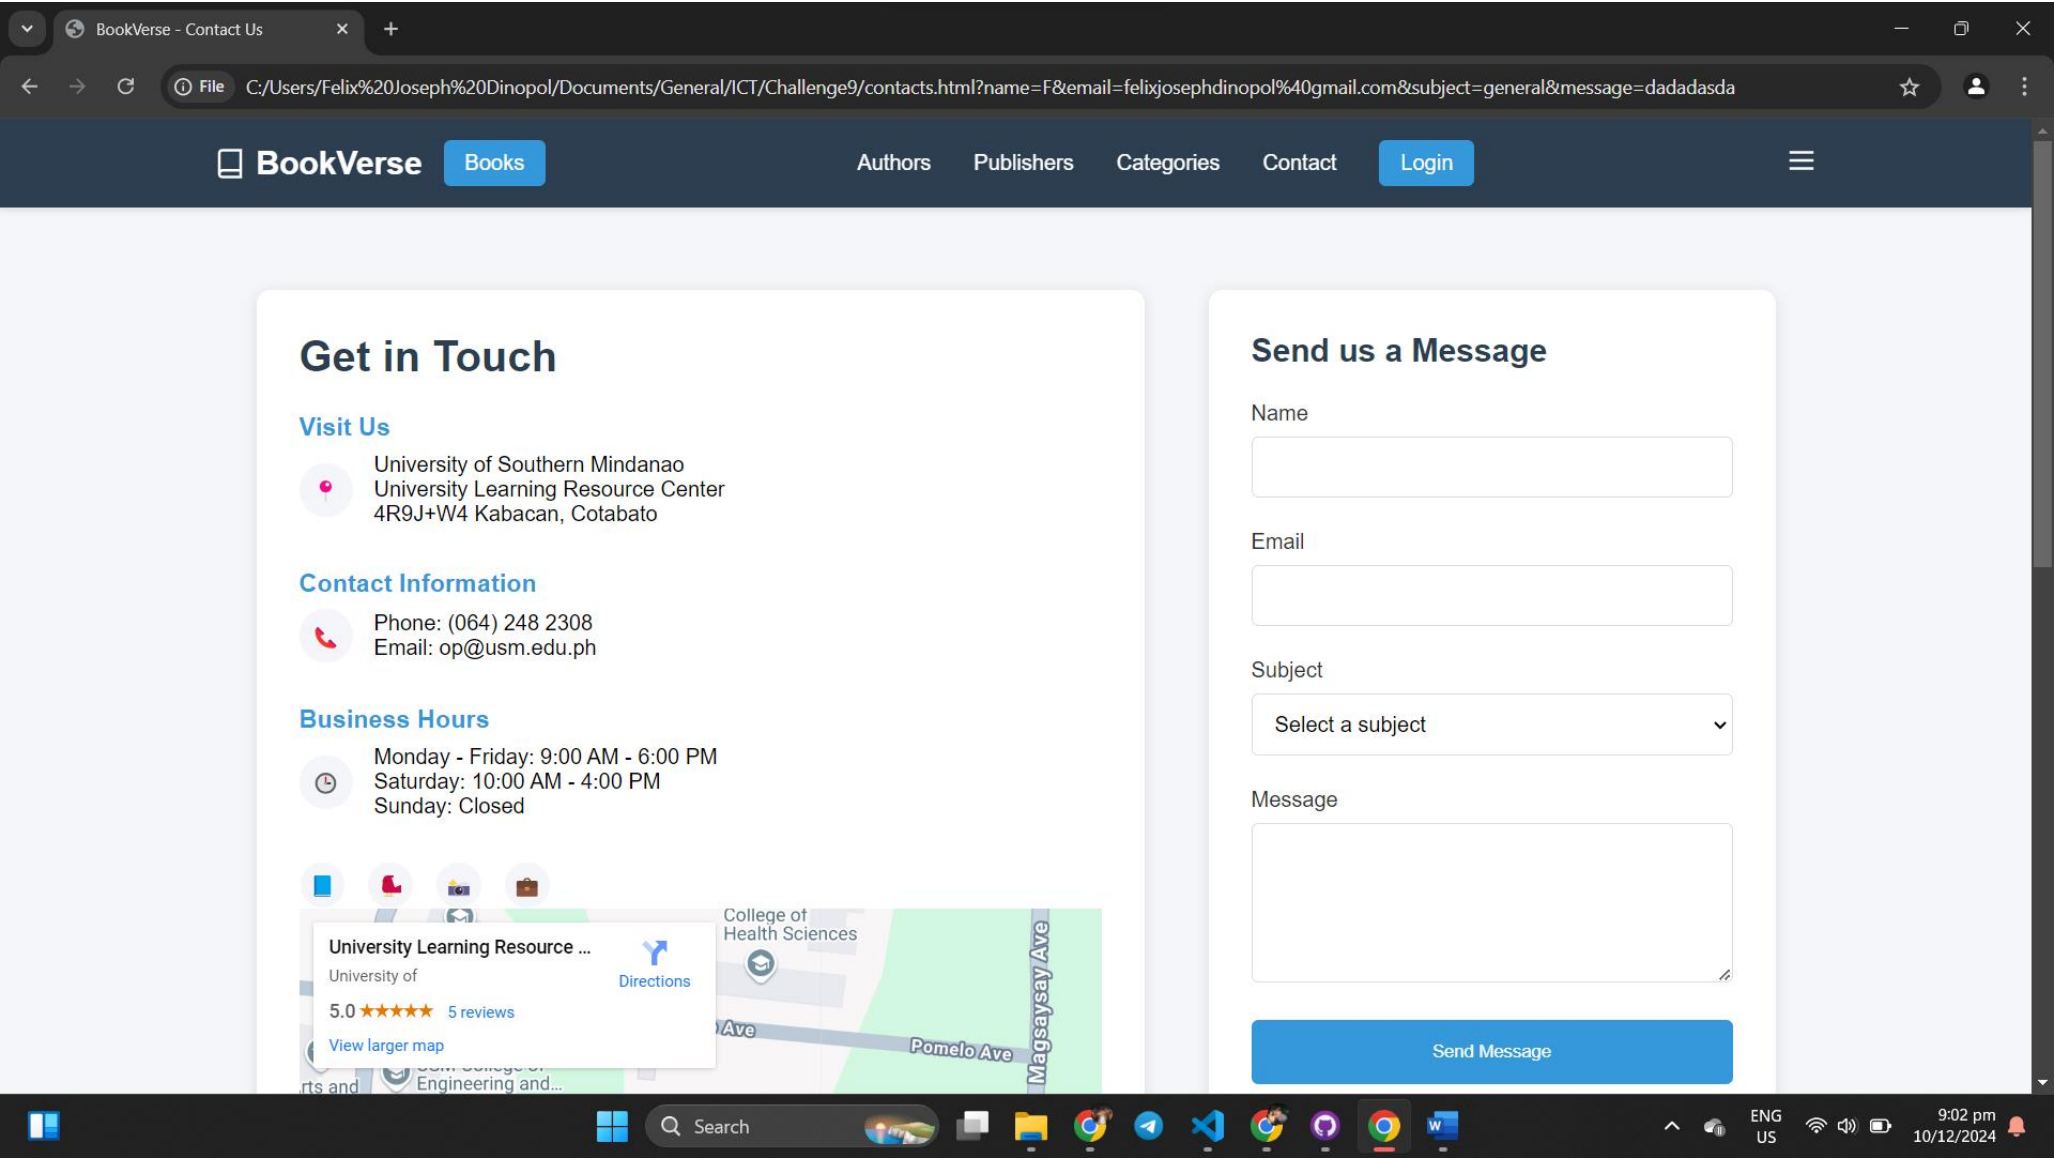 BookVerse - Contact Us
File C:/Users/Felix%20Joseph%20Dinopol/Documents/General/ICT/Challenge9/contacts.html?name=F&email=felixjosephdinopol%40gmail.com&subject=general&message=dadadasda
BookVerse Books Authors Publishers Categories Contact Login
Get in Touch
Visit Us
University of Southern Mindanao
University Learning Resource Center
4R9J+W4 Kabacan, Cotabato
Contact Information
Phone: (064) 248 2308
Email: op@usm.edu.ph
Business Hours
Monday - Friday: 9:00 AM - 6:00 PM
Saturday: 10:00 AM - 4:00 PM
Sunday: Closed
College of
Health Sciences
University Learning Resource ...
University of
Directions
5.0 5 reviews
View larger map
Ave
Pomelo Ave
Magsaysay Ave
rts and
Engineering and...
Send us a Message
Name
Email
Subject
Select a subject
Message
Send Message
Search
ENG
US
9:02 pm
10/12/2024